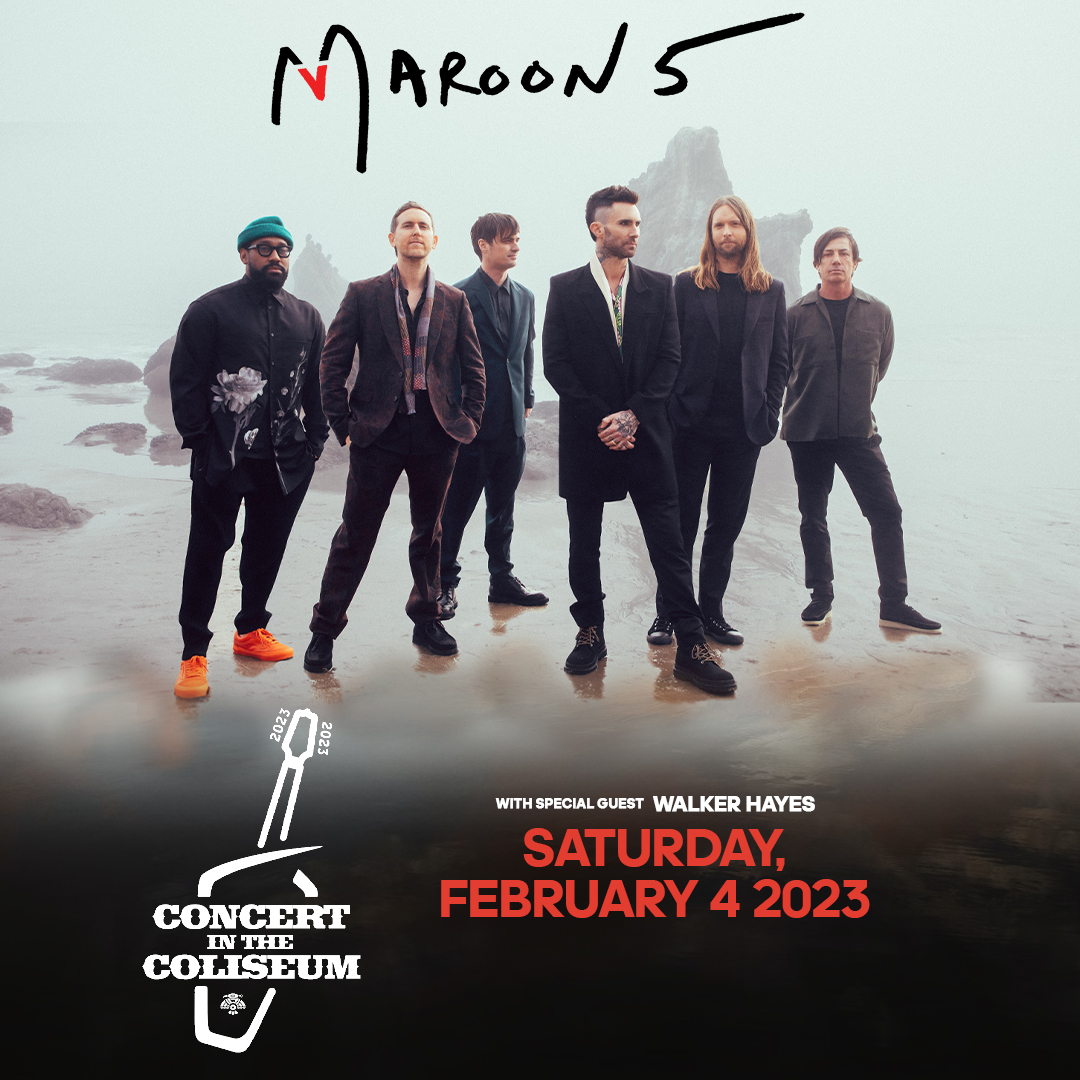 MAROON 5
2023 2023
CONCERT
IN THE
COLISEUM
WITH SPECIAL GUEST WALKER HAYES
SATURDAY,
FEBRUARY 4 2023